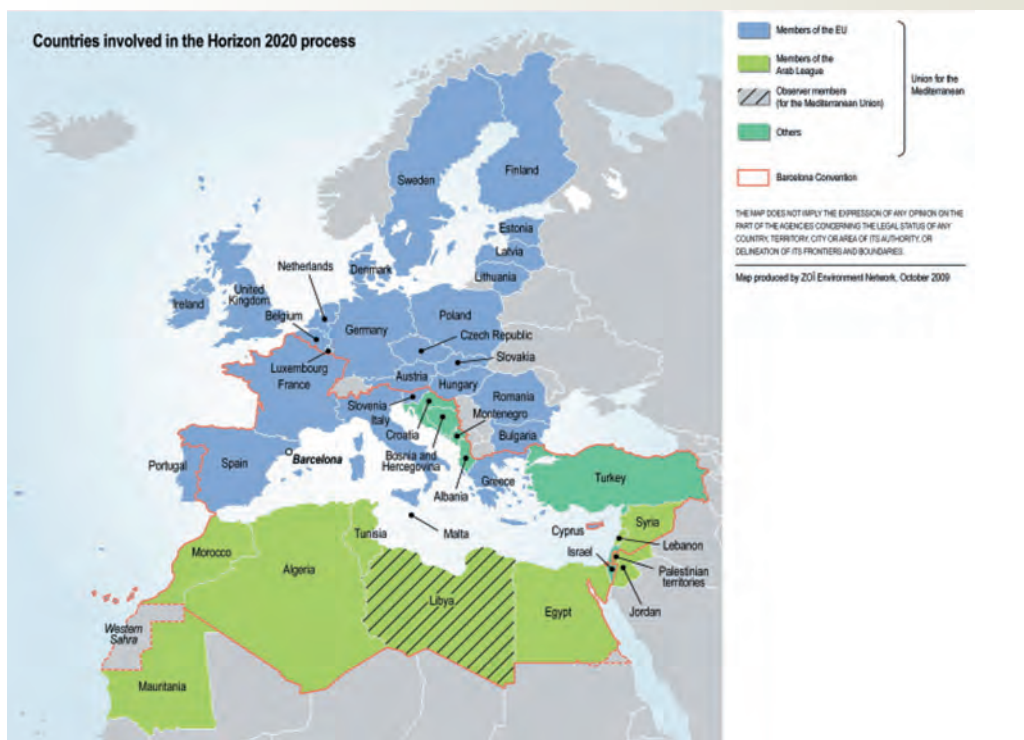 Countries involved in the Horizon 2020 process
Members of the EU
Members of the
Arab League
Observer members
(for the Mediterranean Union)
Others
Union for the
Mediterranean
Barcelona Convention
THE MAP DOES NOT IMPLY THE EXPRESSION OF ANY OPINION ON THE
PART OF THE AGENCIES CONCERNING THE LEGAL STATUS OF ANY
COUNTRY, TERRITORY, CITY OR AREA OF ITS AUTHORITY, OR
DELINEATION OF ITS FRONTIERS AND BOUNDARIES.
Map produced by ZOÏ Environment Network, October 2009
Sweden
Finland
Estonia
Latvia
Lithuania
Netherlands
Denmark
Ireland
United
Kingdom
Belgium
Germany
Poland
Czech Republic
Slovakia
Luxembourg
France
Austria
Hungary
Romania
Slovenia
Italy
Croatia
Montenegro
Bulgaria
Bosnia and
Hercegovina
Portugal
Spain
Barcelona
Albania
Greece
Turkey
Tunisia
Malta
Cyprus
Syria
Lebanon
Morocco
Algeria
Israel
Palestinian
territories
Libya
Egypt
Jordan
Western
Sahra
Mauritania